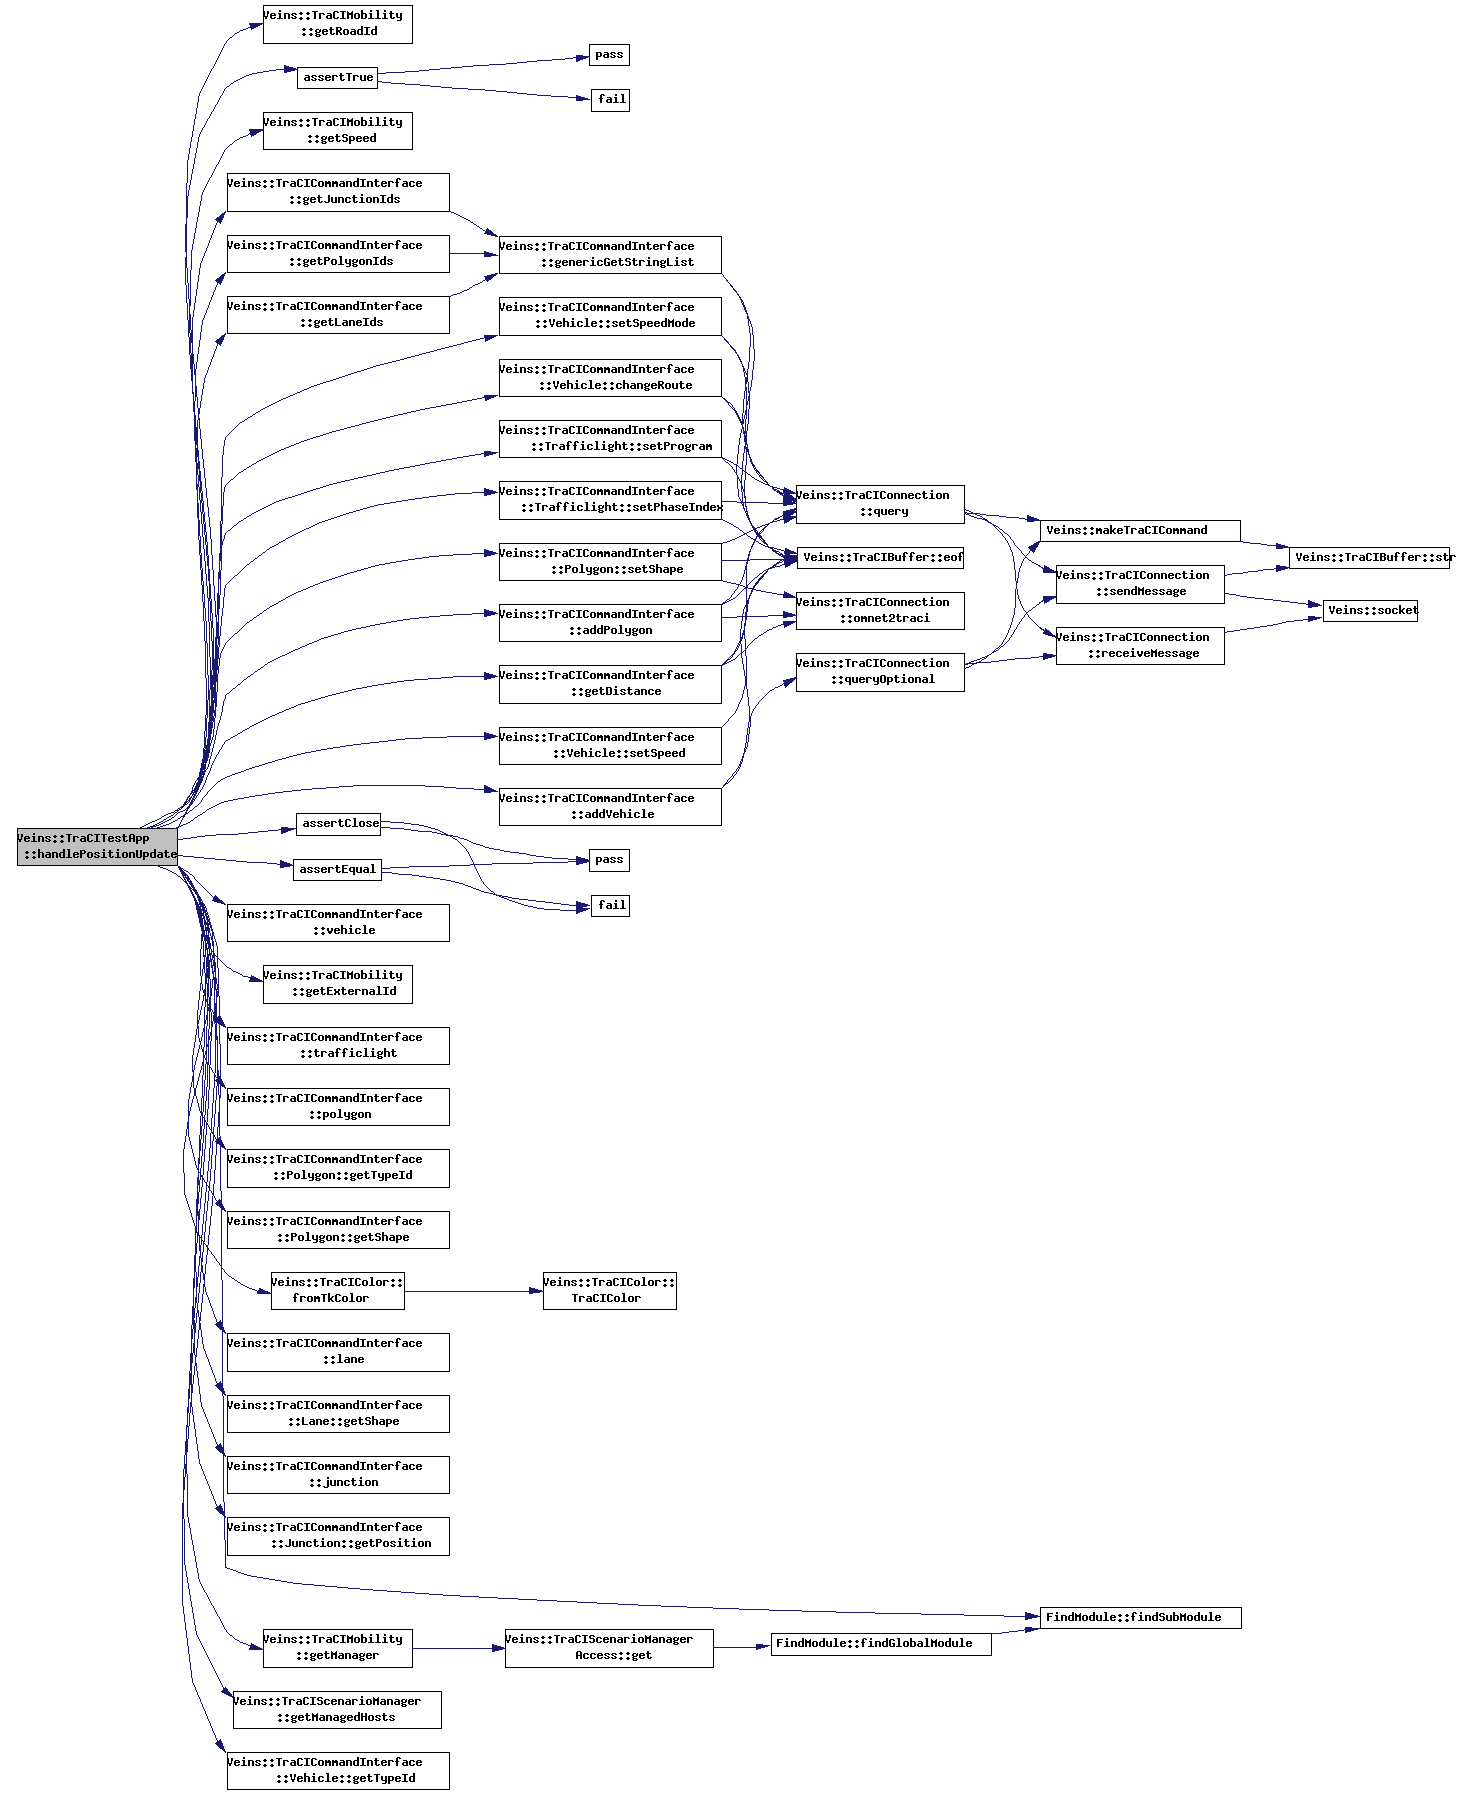 Veins::TraCIMobility
::getRoadId
pass
assertTrue
fail
Veins::TraCIMobility
::getSpeed
Veins::TraCICommandInterface
::getJunctionIds
Veins::TraCICommandInterface
::getPolygonIds
Veins::TraCICommandInterface
::genericGetStringList
Veins::TraCICommandInterface
::getLaneIds
Veins::TraCICommandInterface
::Vehicle::setSpeedMode
Veins::TraCICommandInterface
::Vehicle::changeRoute
Veins::TraCICommandInterface
::Trafficlight::setProgram
Veins::TraCICommandInterface
::Trafficlight::setPhaseIndex
Veins::TraCIConnection
::query
Veins::makeTraCICommand
Veins::TraCICommandInterface
::Polygon::setShape
Veins::TraCIBuffer::eof
Veins::TraCIBuffer::str
Veins::TraCIConnection
::sendMessage
Veins::TraCICommandInterface
::addPolygon
Veins::TraCIConnection
::omnet2traci
Veins::socket
Veins::TraCIConnection
::receiveMessage
Veins::TraCICommandInterface
::getDistance
Veins::TraCIConnection
::queryOptional
Veins::TraCICommandInterface
::Vehicle::setSpeed
Veins::TraCICommandInterface
::addVehicle
assertClose
Veins::TraCITestApp
::handlePositionUpdate
pass
assertEqual
fail
Veins::TraCICommandInterface
::vehicle
Veins::TraCIMobility
::getExternalId
Veins::TraCICommandInterface
::trafficlight
Veins::TraCICommandInterface
::polygon
Veins::TraCICommandInterface
::Polygon::getTypeId
Veins::TraCICommandInterface
::Polygon::getShape
Veins::TraCIColor::
fromTkColor
Veins::TraCIColor::
TraCIColor
Veins::TraCICommandInterface
::lane
Veins::TraCICommandInterface
::Lane::getShape
Veins::TraCICommandInterface
::junction
Veins::TraCICommandInterface
::Junction::getPosition
FindModule::findSubModule
Veins::TraCIMobility
::getManager
Veins::TraCIScenarioManager
Access::get
FindModule::findGlobalModule
Veins::TraCIScenarioManager
::getManagedHosts
Veins::TraCICommandInterface
::Vehicle::getTypeId